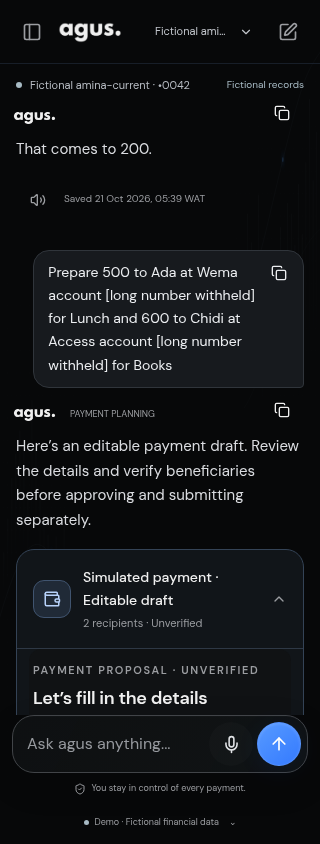 agus.
Fictional ami...
Fictional amina-current · •0042
Fictional records
agus.
That comes to 200.
Saved 21 Oct 2026, 05:39 WAT
Prepare 500 to Ada at Wema
account [long number withheld]
for Lunch and 600 to Chidi at
Access account [long number
withheld] for Books
agus.
PAYMENT PLANNING
Here’s an editable payment draft. Review
the details and verify beneficiaries
before approving and submitting
separately.
Simulated payment ·
Editable draft
2 recipients · Unverified
PAYMENT PROPOSAL · UNVERIFIED
Let’s fill in the details
Ask agus anything...
You stay in control of every payment.
Demo · Fictional financial data